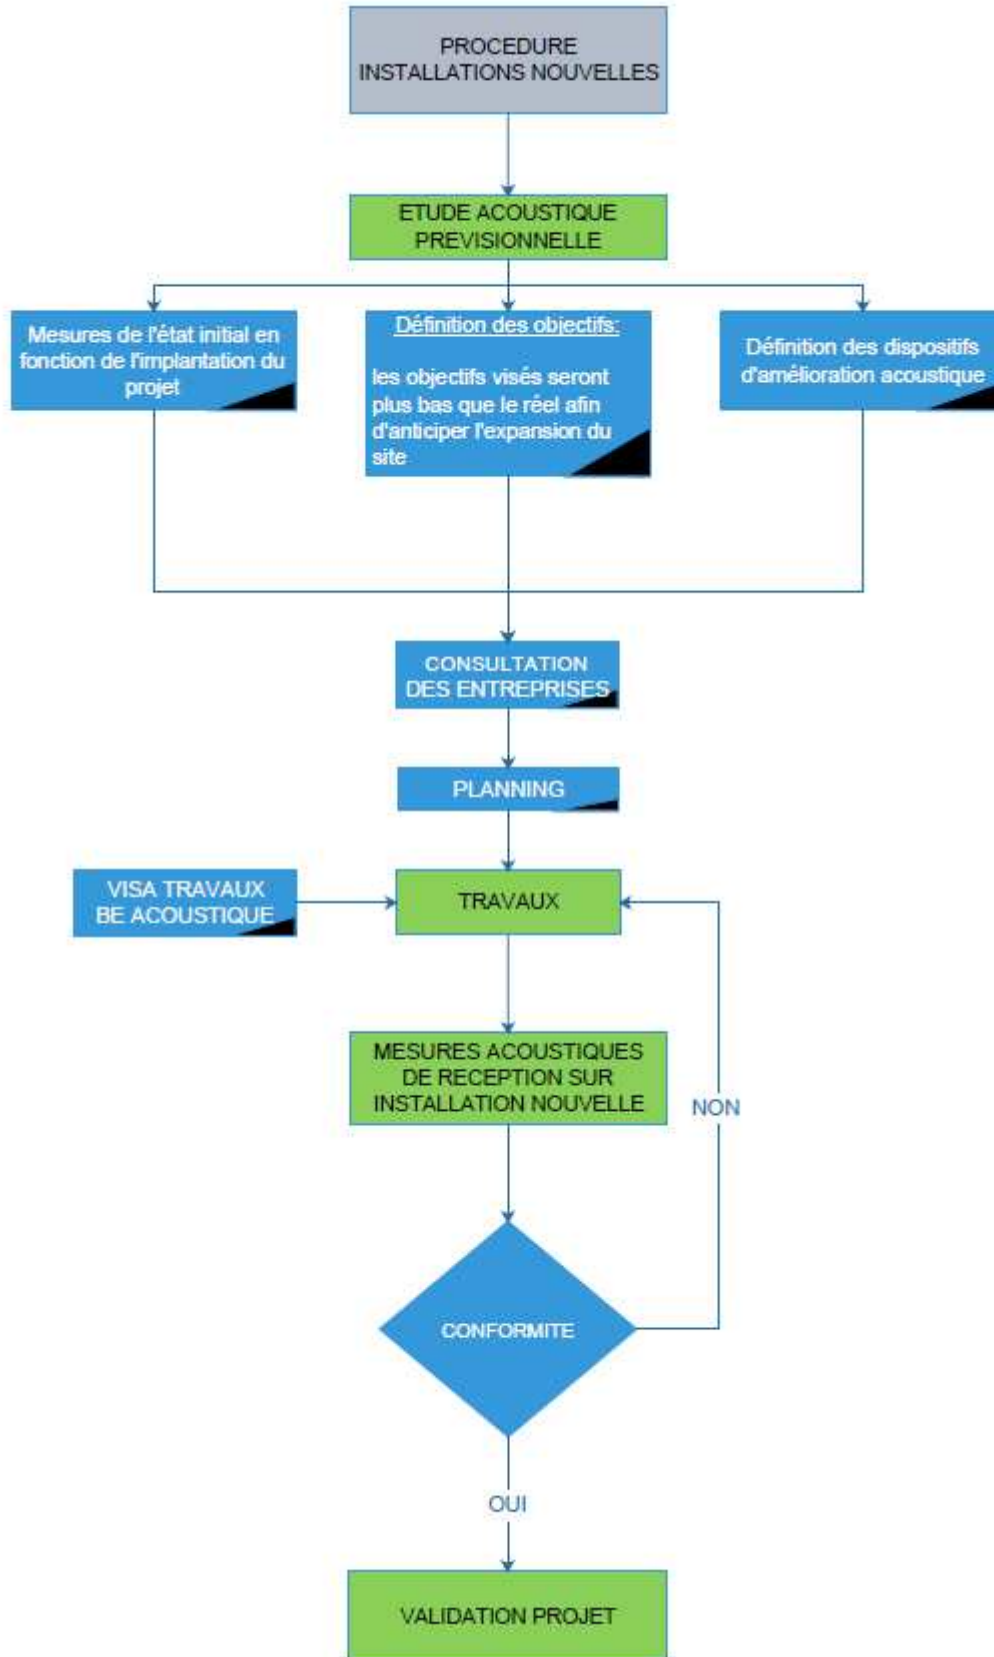 PROCEDURE
INSTALLATIONS NOUVELLES
ETUDE ACOUSTIQUE
PREVISIONNELLE
Mesures de l'état initial en
fonction de l'implantation du
projet
Définition des objectifs:
les objectifs visés seront
plus bas que le réel afin
d'anticiper l'expansion du
site
Définition des dispositifs
d'amélioration acoustique
CONSULTATION
DES ENTREPRISES
PLANNING
VISA TRAVAUX
BE ACOUSTIQUE
TRAVAUX
MESURES ACOUSTIQUES
DE RECEPTION SUR
INSTALLATION NOUVELLE
NON
CONFORMITE
OUI
VALIDATION PROJET